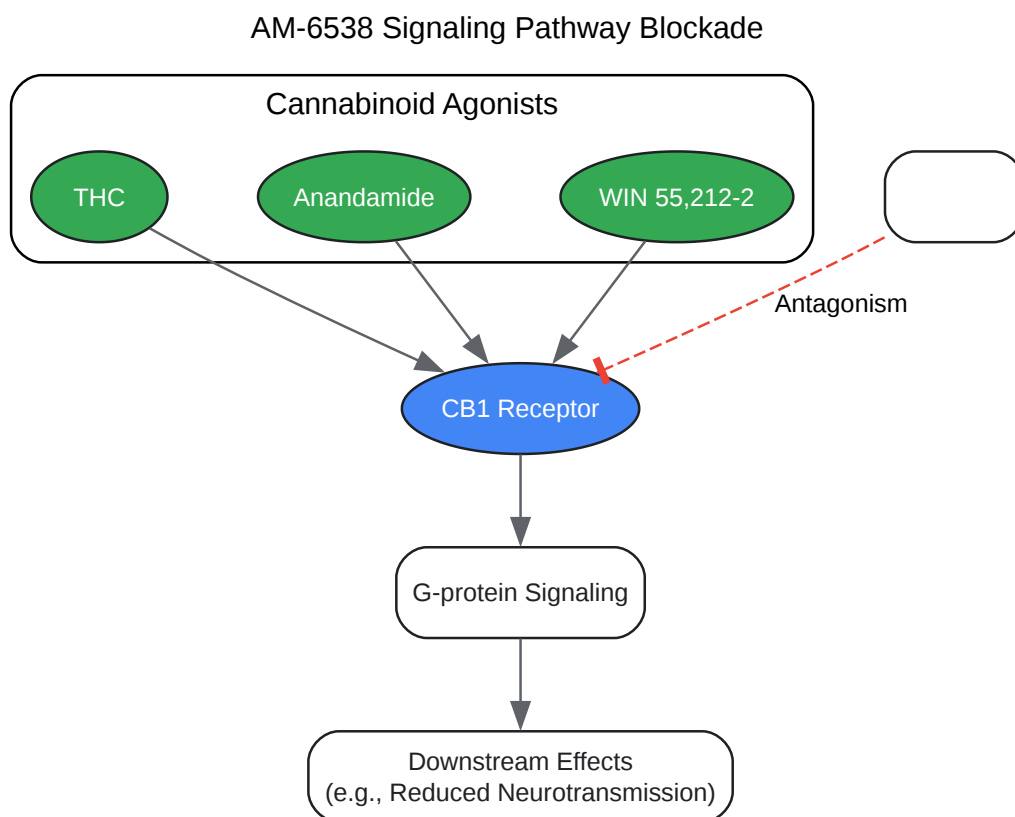 AM-6538 Signaling Pathway Blockade
Cannabinoid Agonists
THC
Anandamide
WIN 55,212-2
Antagonism
CB1 Receptor
G-protein Signaling
Downstream Effects
(e.g., Reduced Neurotransmission)